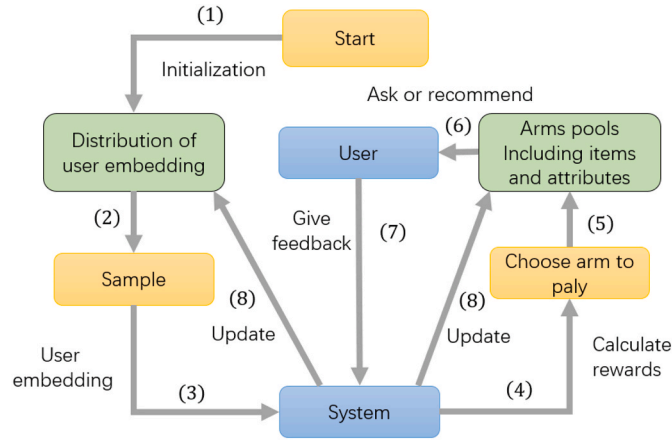 (1)
Start
Initialization
Ask or recommend
Distribution of
user embedding
User
(6)
Arms pools
Including items
and attributes
(2)
Give
feedback
(7)
(5)
Sample
(8)
Update
(8)
Update
Choose arm to
paly
User
embedding
(3)
System
(4)
Calculate
rewards